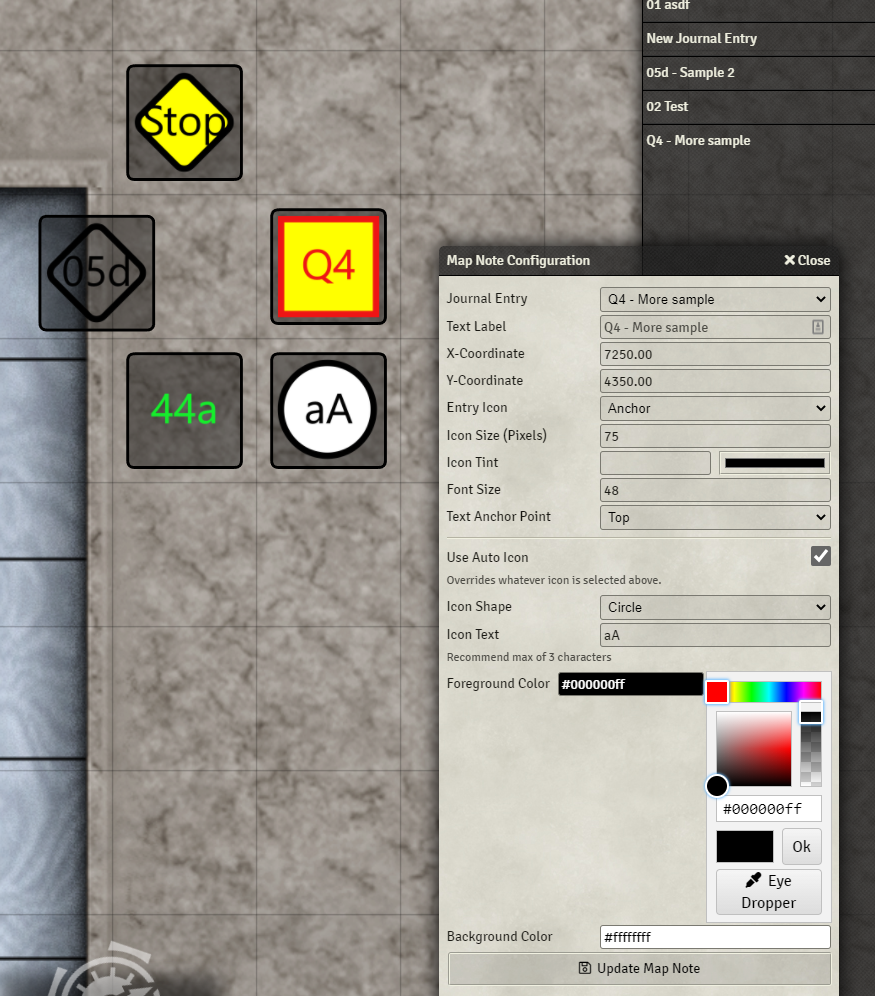 01 asdf
New Journal Entry
05d - Sample 2
02 Test
Q4 - More sample
Stop
05d
Q4
44a
aA
Map Note Configuration
Close
Journal Entry Q4 - More sample
Text Label Q4 - More sample
X-Coordinate 7250.00
Y-Coordinate 4350.00
Entry Icon Anchor
Icon Size (Pixels) 75
Icon Tint
Font Size 48
Text Anchor Point Top
Use Auto Icon
Overrides whatever icon is selected above.
Icon Shape Circle
Icon Text aA
Recommend max of 3 characters
Foreground Color #000000ff
#000000ff
Ok
Eye
Dropper
Background Color #ffffffff
Update Map Note